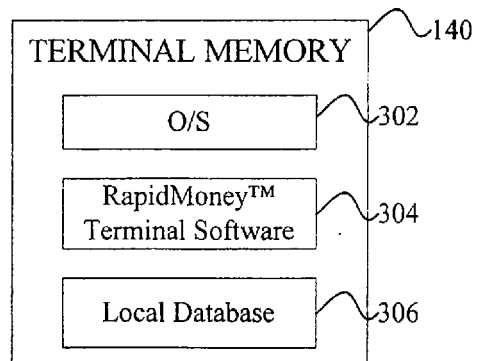 140
TERMINAL MEMORY
O/S
302
RapidMoney™
Terminal Software
304
Local Database
306